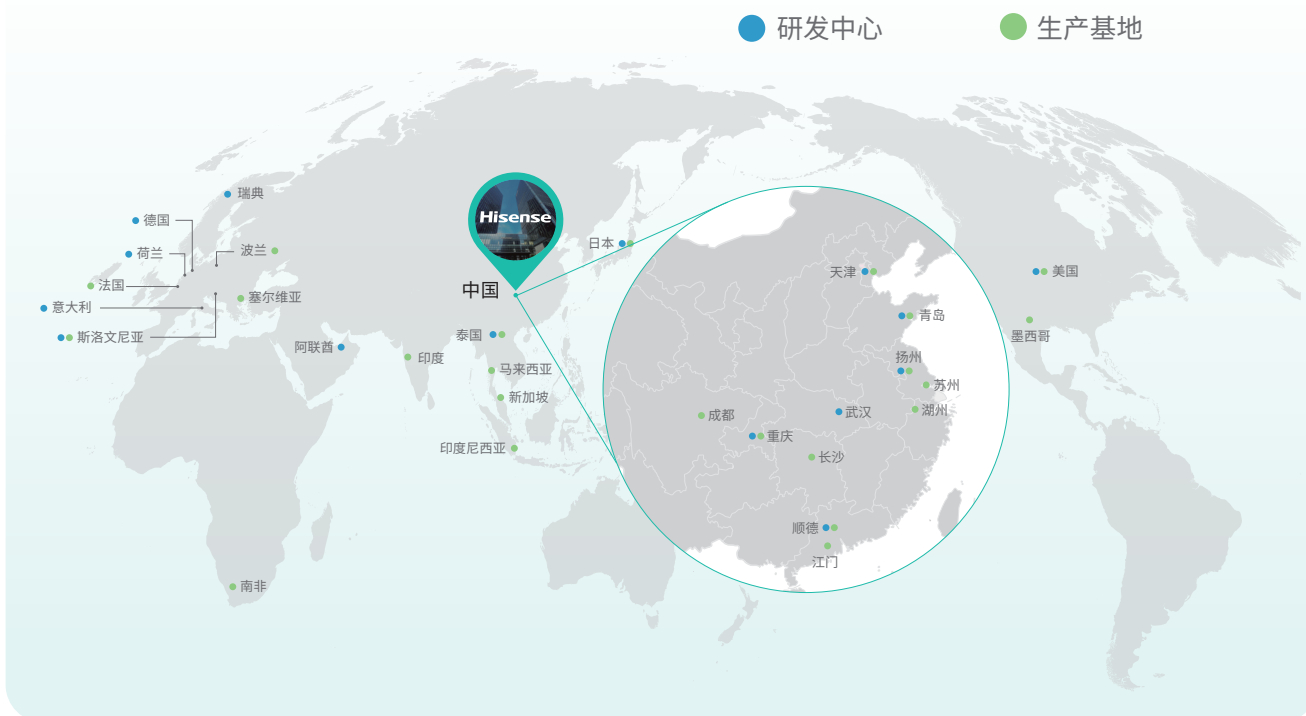 研发中心
生产基地
瑞典
德国
荷兰
波兰
法国
塞尔维亚
意大利
斯洛文尼亚
阿联酋
Hisense
中国
日本
泰国
印度
马来西亚
新加坡
印度尼西亚
南非
天津
青岛
扬州
苏州
湖州
成都
武汉
重庆
长沙
顺德
江门
美国
墨西哥